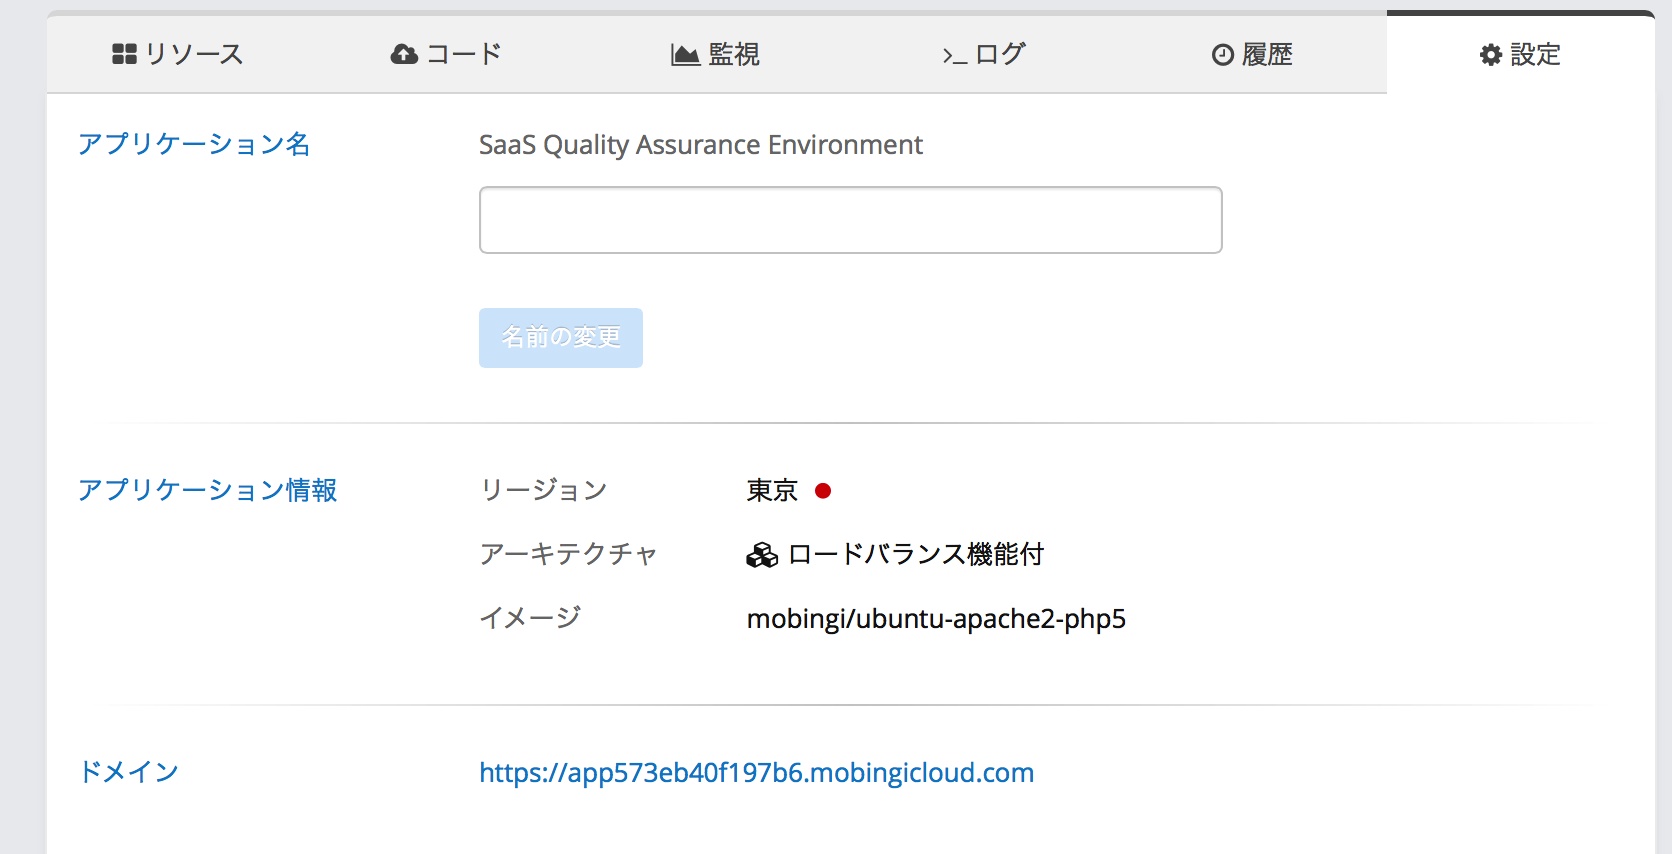 リソース コード 監視 ログ 履歴 設定
アプリケーション名 SaaS Quality Assurance Environment
名前の変更
アプリケーション情報 リージョン 東京
アーキテクチャ ロードバランス機能付
イメージ mobingi/ubuntu-apache2-php5
ドメイン https://app573eb40f197b6.mobingicloud.com